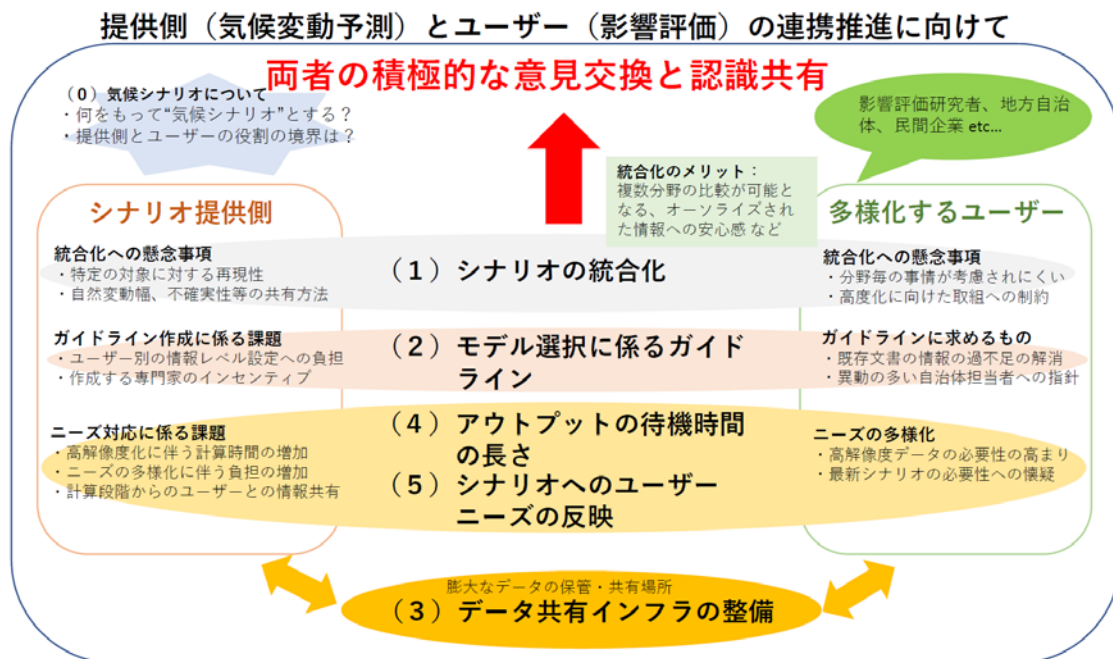 提供側（気候変動予測）とユーザー（影響評価）の連携推進に向けて
両者の積極的な意見交換と認識共有
（0）気候シナリオについて
・何をもって“気候シナリオ”とする？
・提供側とユーザーの役割の境界は？
影響評価研究者、地方自治
体、民間企業 etc...
統合化のメリット：
複数分野の比較が可能と
なる、オーソライズされ
た情報への安心感 など
シナリオ提供側
多様化するユーザー
統合化への懸念事項
・特定の対象に対する再現性
・自然変動幅、不確実性等の共有方法
（1）シナリオの統合化
統合化への懸念事項
・分野毎の事情が考慮されにくい
・高度化に向けた取組への制約
ガイドライン作成に係る課題
・ユーザー別の情報レベル設定への負担
・作成する専門家のインセンティブ
（2）モデル選択に係るガイド
ライン
ガイドラインに求めるもの
・既存文書の情報の過不足の解消
・異動の多い自治体担当者への指針
ニーズ対応に係る課題
・高解像度化に伴う計算時間の増加
・ニーズの多様化に伴う負担の増加
・計算段階からのユーザーとの情報共有
（4）アウトプットの待機時間
の長さ
（5）シナリオへのユーザー
ニーズの反映
ニーズの多様化
・高解像度データの必要性の高まり
・最新シナリオの必要性への懐疑
膨大なデータの保管・共有場所
（3）データ共有インフラの整備